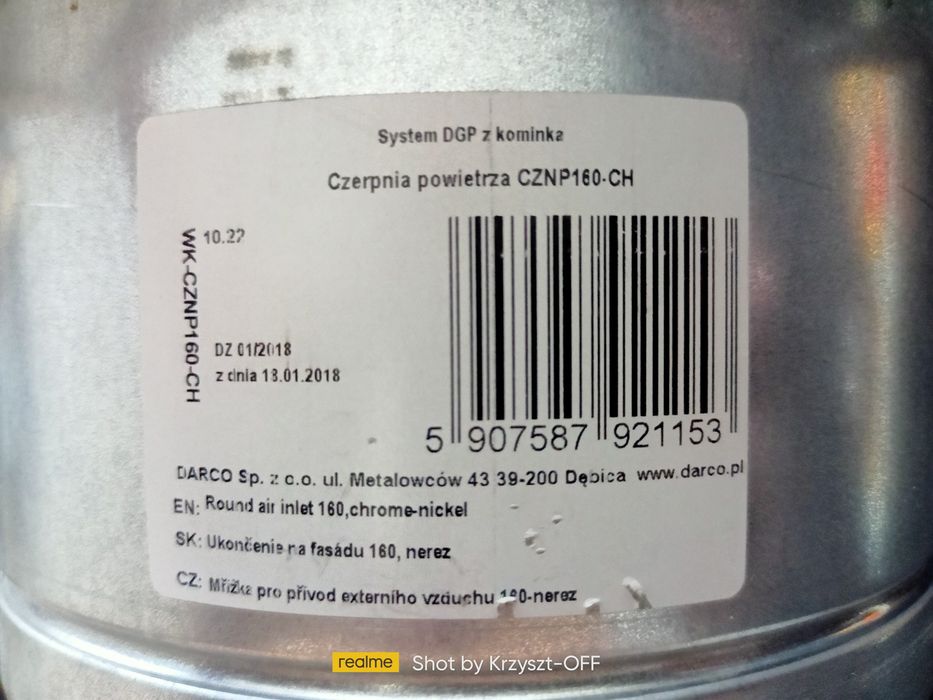 System DGP z kominka
Czerpnia powietrza CZNP160-CH
WK-CZNP160-CH
10.22
DZ 01/2018
z dnia 18.01.2018
5 907587 921153
DARCO Sp. z o.o. ul. Metalowców 43 39-200 Dębica www.darco.pl
EN: Round air inlet 160,chrome-nickel
SK: Ukončenie na fasádu 160, nerez
CZ: Mřížka pro přívod externího vzduchu 160-nerez
realme Shot by Krzyszt-OFF